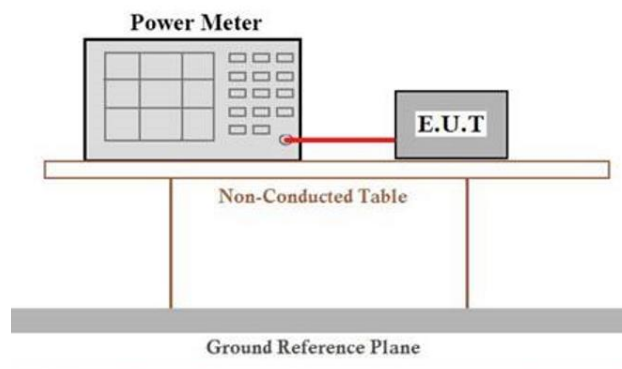 Power Meter
E.U.T
Non-Conducted Table
Ground Reference Plane